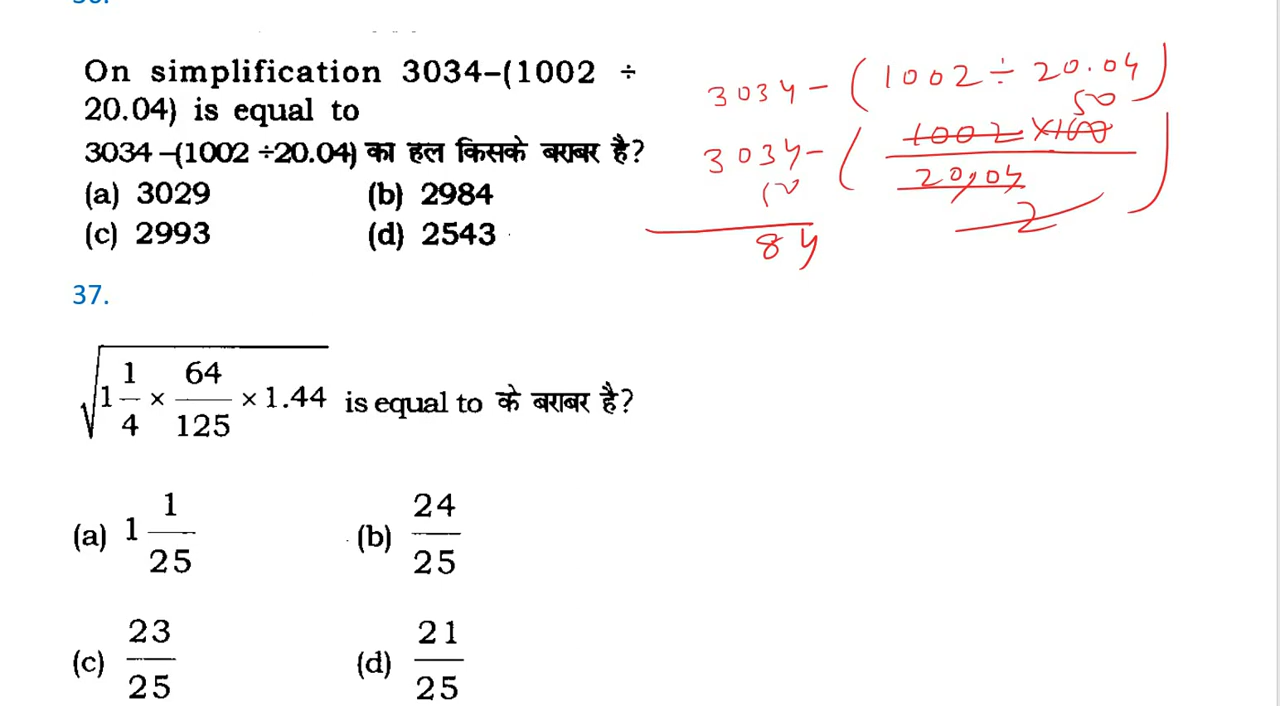 On simplification 3034–(1002 ÷
20.04) is equal to
3034 –(1002 ÷20.04) का हल किसके बराबर है?
(a) 3029 (b) 2984
(c) 2993 (d) 2543
3034 – (1002 ÷ 20.04)
50
3034 – (1002 ×100
2004
2
84
37.
√1 1/4 × 64/125 × 1.44 is equal to के बराबर है?
(a) 1 1/25 (b) 24/25
(c) 23/25 (d) 21/25